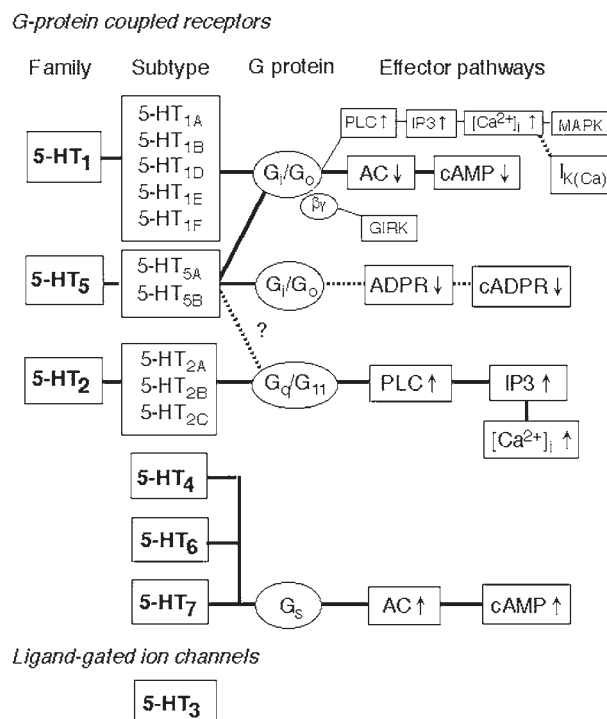 G-protein coupled receptors
Family Subtype G protein Effector pathways
5-HT₁
5-HT₁A
5-HT₁B
5-HT₁D
5-HT₁E
5-HT₁F
Gᵢ/Gₒ
PLC↑ IP3↑ [Ca²⁺]ᵢ ↑ MAPK
AC↓ cAMP↓ I K(Ca)
βγ
GIRK
5-HT₅
5-HT₅A
5-HT₅B
Gᵢ/Gₒ ADPR↓ cADPR↓
?
5-HT₂
5-HT₂A
5-HT₂B
5-HT₂C
Gq/G₁₁ PLC↑ IP3↑
[Ca²⁺]ᵢ ↑
5-HT₄
5-HT₆
5-HT₇ Gₛ AC↑ cAMP↑
Ligand-gated ion channels
5-HT₃